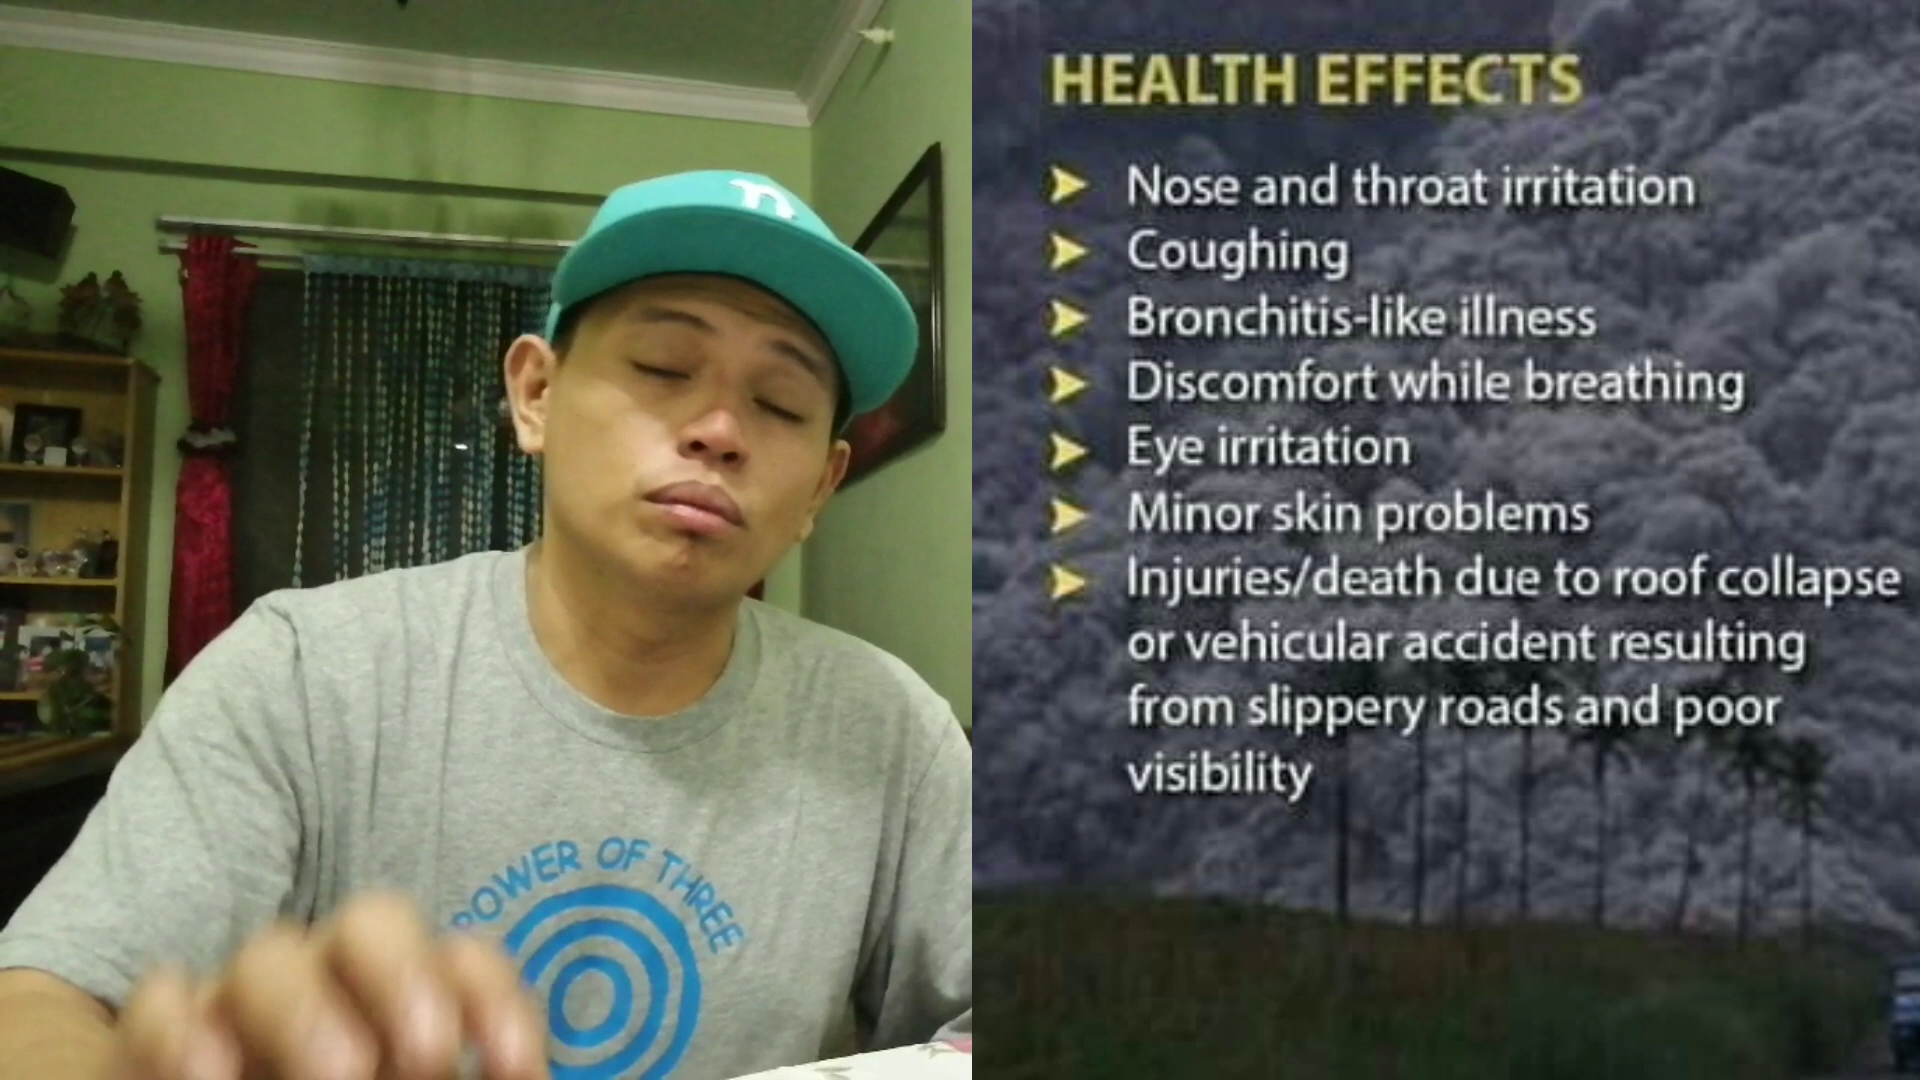 n
POWER OF THREE
HEALTH EFFECTS
Nose and throat irritation
Coughing
Bronchitis-like illness
Discomfort while breathing
Eye irritation
Minor skin problems
Injuries/death due to roof collapse
or vehicular accident resulting
from slippery roads and poor
visibility